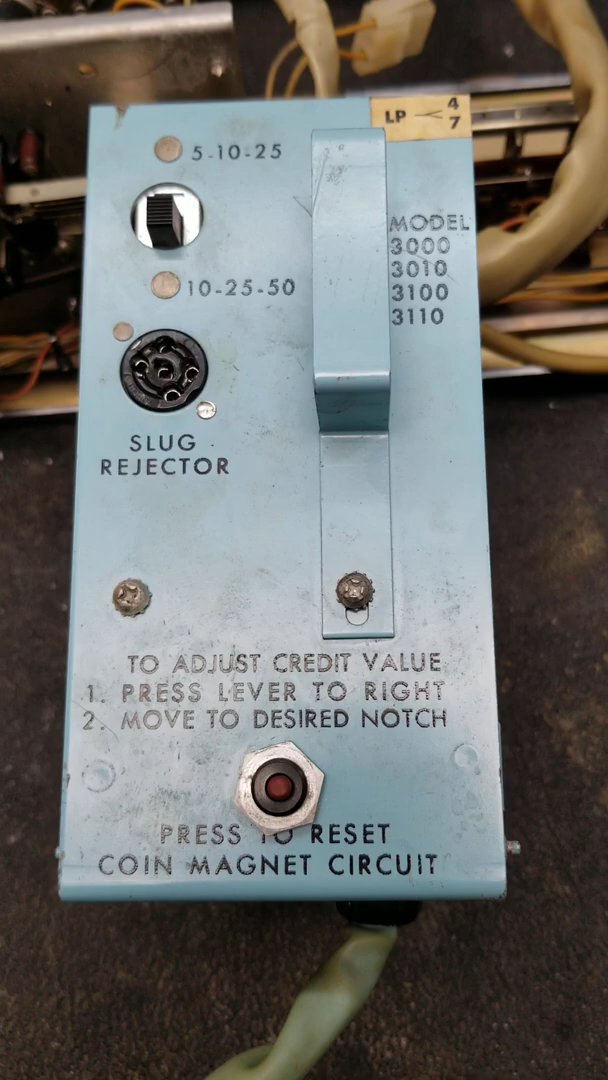 LP < 4
7
5-10-25
MODEL
3000
3010
3100
3110
10-25-50
SLUG
REJECTOR
TO ADJUST CREDIT VALUE
1. PRESS LEVER TO RIGHT
2. MOVE TO DESIRED NOTCH
PRESS TO RESET
COIN MAGNET CIRCUIT